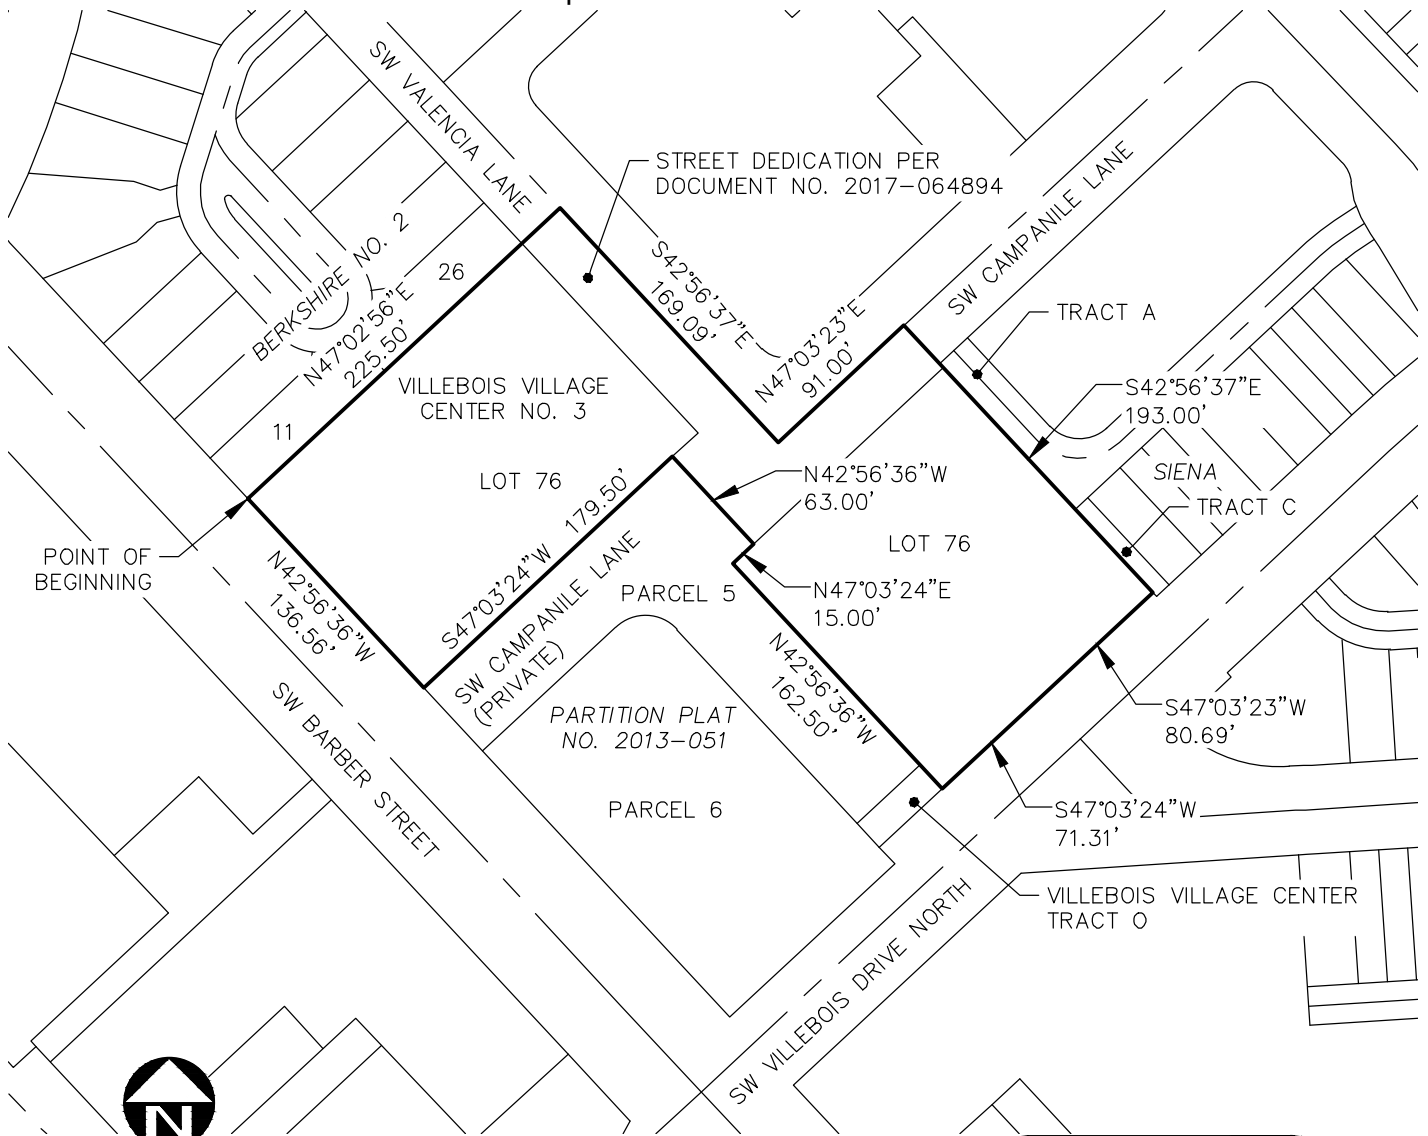 SW VALENCIA LANE
STREET DEDICATION PER
DOCUMENT NO. 2017-064894
SW CAMPANILE LANE
BERKSHIRE NO. 2
26
N47°02'56"E
225.50'
S42°56'37"E
169.09'
N47°03'23"E
91.00'
TRACT A
S42°56'37"E
193.00'
VILLEBOIS VILLAGE
CENTER NO. 3
11
LOT 76
179.50'
S47°03'24"W
N42°56'36"W
63.00'
SIENA
TRACT C
LOT 76
POINT OF
BEGINNING
N42°56'36"W
136.56'
SW CAMPANILE LANE
(PRIVATE)
PARCEL 5
N47°03'24"E
15.00'
N42°56'36"W
162.50'
S47°03'23"W
80.69'
SW BARBER STREET
PARTITION PLAT
NO. 2013-051
PARCEL 6
S47°03'24"W
71.31'
VILLEBOIS VILLAGE CENTER
TRACT O
SW VILLEBOIS DRIVE NORTH
N